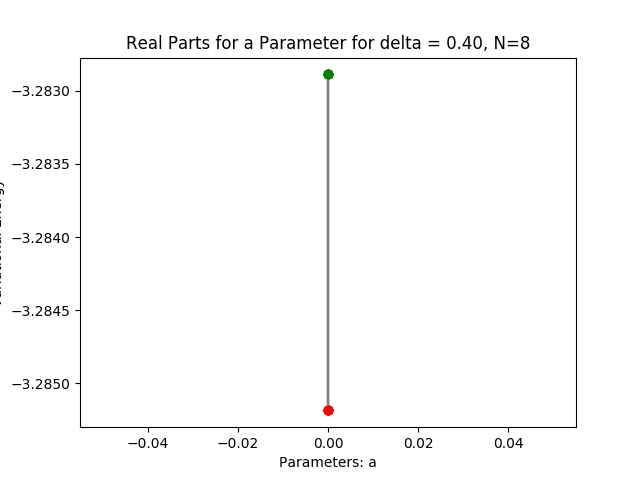 Real Parts for a Parameter for delta = 0.40, N=8
−3.2830
−3.2835
−3.2840
−3.2845
−3.2850
−0.04 −0.02 0.00 0.02 0.04
Parameters: a